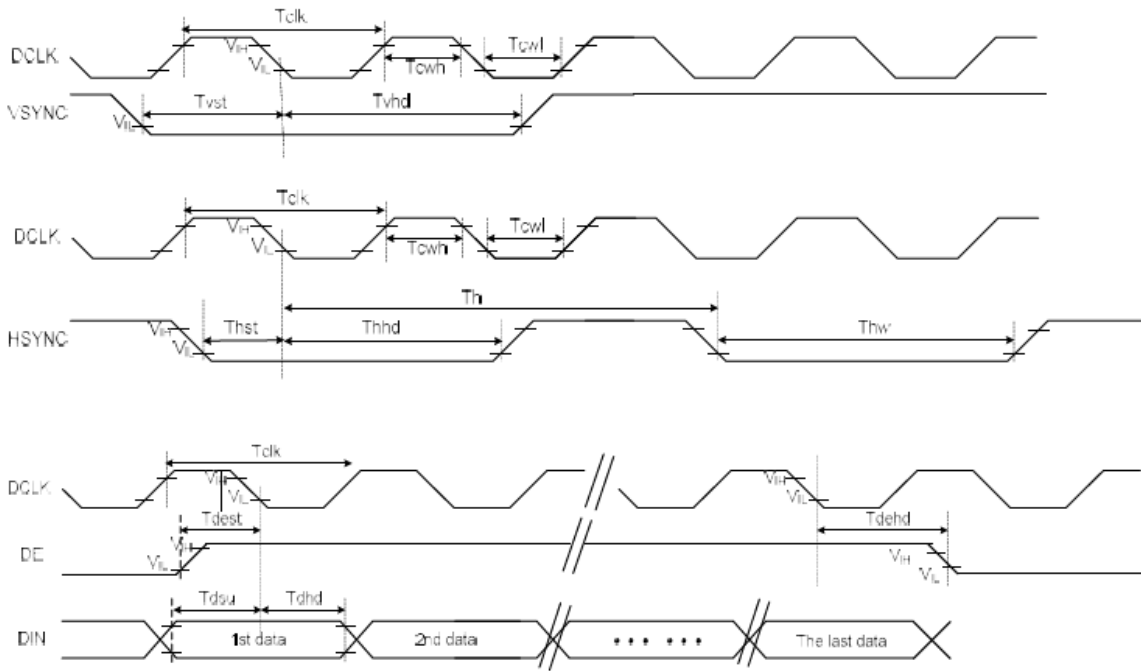 Tclk
DCLK
VIH
VIL
Tcwh
Tcwl
VSYNC
VIL
Tvst
Tvhd
Tclk
DCLK
VIH
VIL
Tcwh
Tcwl
Th
HSYNC
VIH
VIL
Thst
Thhd
Thw
Tclk
DCLK
VIH
VIL
VIH
VIL
Tdest
Tdehd
DE
VIH
VIL
VIH
VIL
Tdsu
Tdhd
DIN
1st data
2nd data
• • • • • • •
The last data